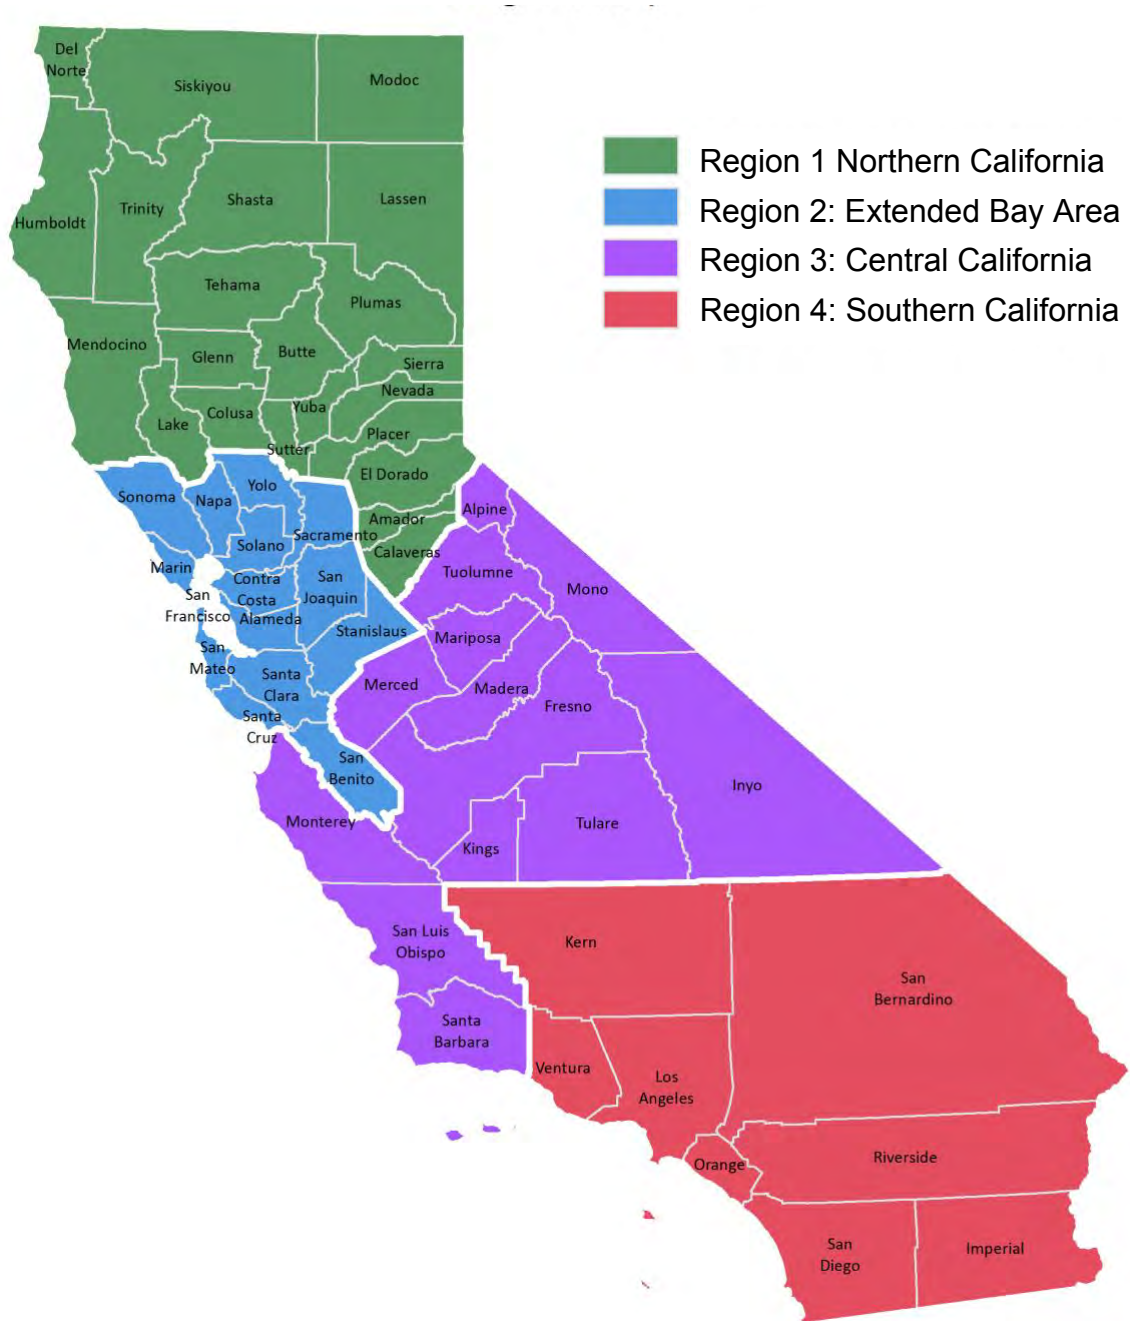 Del
Norte
Siskiyou
Modoc
Region 1 Northern California
Region 2: Extended Bay Area
Region 3: Central California
Region 4: Southern California
Humboldt
Trinity
Shasta
Lassen
Tehama
Plumas
Mendocino
Glenn
Butte
Sierra
Nevada
Lake
Colusa
Yuba
Placer
Sutter
El Dorado
Sonoma
Napa
Yolo
Sacramento
Amador
Alpine
Solano
Calaveras
Marin
Contra
Costa
San
Joaquin
Tuolumne
Mono
San
Francisco
Alameda
Stanislaus
Mariposa
San
Mateo
Santa
Clara
Merced
Madera
Fresno
Santa
Cruz
San
Benito
Inyo
Monterey
Kings
Tulare
San Luis
Obispo
Kern
San
Bernardino
Santa
Barbara
Ventura
Los
Angeles
Orange
Riverside
San
Diego
Imperial